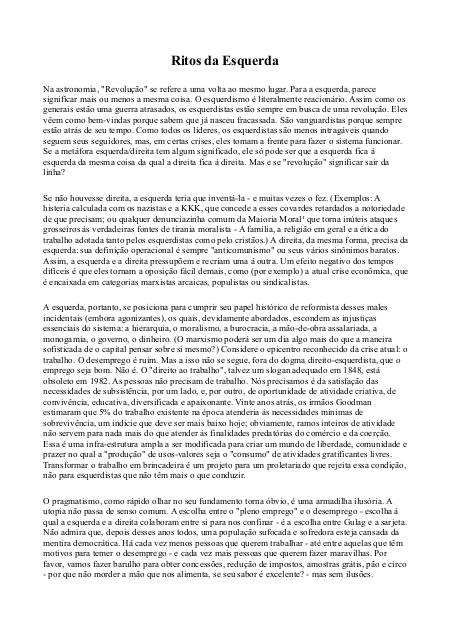 Ritos da Esquerda
Na astronomia, "Revolução" se refere a uma volta ao mesmo lugar. Para a esquerda, parece
significar mais ou menos a mesma coisa. O esquerdismo é literalmente reacionário. Assim como os
generais estão uma guerra atrasados, os esquerdistas estão sempre em busca de uma revolução. Eles
vêem como bem-vindas porque sabem que já nasceu fracassada. São vanguardistas porque sempre
estão atrás de seu tempo. Como todos os líderes, os esquerdistas são menos intragáveis quando
seguem seus seguidores, mas, em certas crises, eles tomam a frente para fazer o sistema funcionar.
Se a metáfora esquerda/direita tem algum significado, ele só pode ser que a esquerda fica á
esquerda da mesma coisa da qual a direita fica á direita. Mas e se "revolução" significar sair da
linha?
Se não houvesse direita, a esquerda teria que inventá-la - e muitas vezes o fez. (Exemplos: A
histeria calculada com os nazistas e a KKK, que concede a esses covardes retardados a notoriedade
de que precisam; ou qualquer denunciazinha comum da Maioria Moral¹ que torna inúteis ataques
grosseiros ás verdadeiras fontes de tirania moralista - A família, a religião em geral e a ética do
trabalho adotada tanto pelos esquerdistas como pelo cristãos.) A direita, da mesma forma, precisa da
esquerda: sua definição operacional é sempre "anticomunismo" ou seus vários sinônimos baratos.
Assim, a esquerda e a direita pressupõem e recriam uma á outra. Um efeito negativo dos tempos
difíceis é que eles tornam a oposição fácil demais, como (por exemplo) a atual crise econômica, que
é encaixada em categorias marxistas arcaicas, populistas ou sindicalistas.
A esquerda, portanto, se posiciona para cumprir seu papel histórico de reformista desses males
incidentais (embora agonizantes), os quais, devidamente abordados, escondem as injustiças
essenciais do sistema: a hierarquia, o moralismo, a burocracia, a mão-de-obra assalariada, a
monogamia, o governo, o dinheiro. (O marxismo poderá ser um dia algo mais do que a maneira
sofisticada de o capital pensar sobre si mesmo?) Considere o epicentro reconhecido da crise atual: o
trabalho. O desemprego é ruim. Mas a isso não se segue, fora do dogma direito-esquerdista, que o
emprego seja bom. Não é. O "direito ao trabalho", talvez um slogan adequado em 1848, está
obsoleto em 1982. As pessoas não precisam de trabalho. Nós precisamos é da satisfação das
necessidades de subsistência, por um lado, e, por outro, de oportunidade de atividade criativa, de
convivência, educativa, diversificada e apaixonante. Vinte anos atrás, os irmãos Goodman
estimaram que 5% do trabalho existente na época atenderia ás necessidades mínimas de
sobrevivência, um indície que deve ser mais baixo hoje; obviamente, ramos inteiros de atividade
não servem para nada mais do que atender ás finalidades predatórias do comércio e da coerção.
Essa é uma infra-estrutura ampla a ser modificada para criar um mundo de liberdade, comunidade e
prazer no qual a "produção" de usos-valores seja o "consumo" de atividades gratificantes livres.
Transformar o trabalho em brincadeira é um projeto para um proletariado que rejeita essa condição,
não para esquerdistas que não têm mais o que conduzir.
O pragmatismo, como rápido olhar no seu fundamento torna óbvio, é uma armadilha ilusória. A
utopia não passa de senso comum. A escolha entre o "pleno emprego" e o desemprego - escolha á
qual a esquerda e a direita colaboram entre si para nos confinar - é a escolha entre Gulag e a sarjeta.
Não admira que, depois desses anos todos, uma população sufocada e sofredora esteja cansada da
mentira democrática. Há cada vez menos pessoas que querem trabalhar - até entre aquelas que têm
motivos para temer o desemprego - e cada vez mais pessoas que querem fazer maravilhas. Por
favor, vamos fazer barulho para obter concessões, redução de impostos, amostras grátis, pão e circo
- por que não morder a mão que nos alimenta, se seu sabor é excelente? - mas sem ilusões.